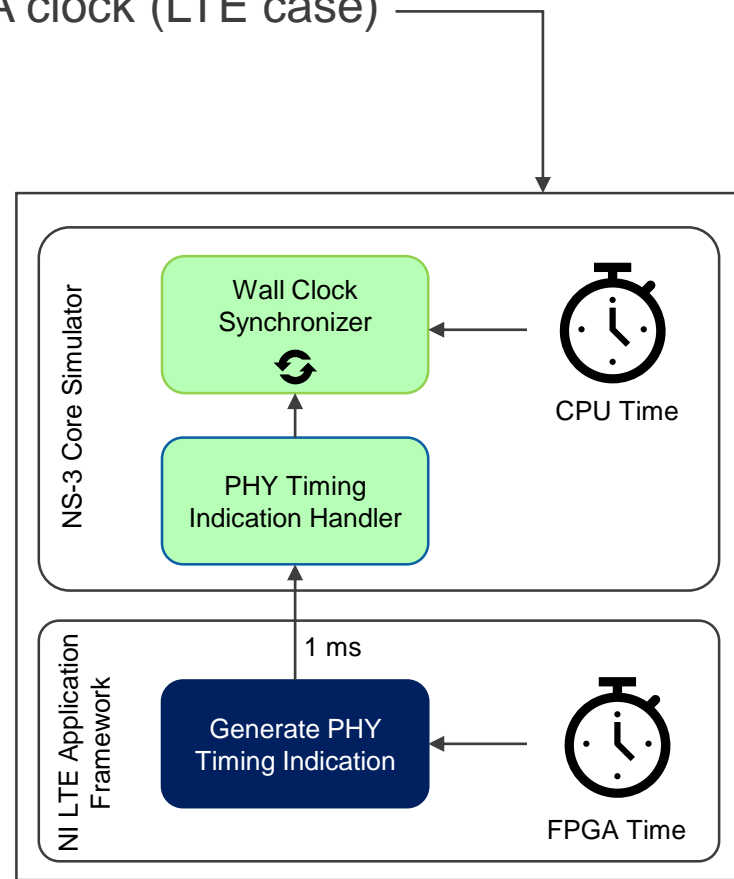 A clock (LTE case)
NS-3 Core Simulator
Wall Clock
Synchronizer
CPU Time
PHY Timing
Indication Handler
1 ms
NI LTE Application
Framework
Generate PHY
Timing Indication
FPGA Time